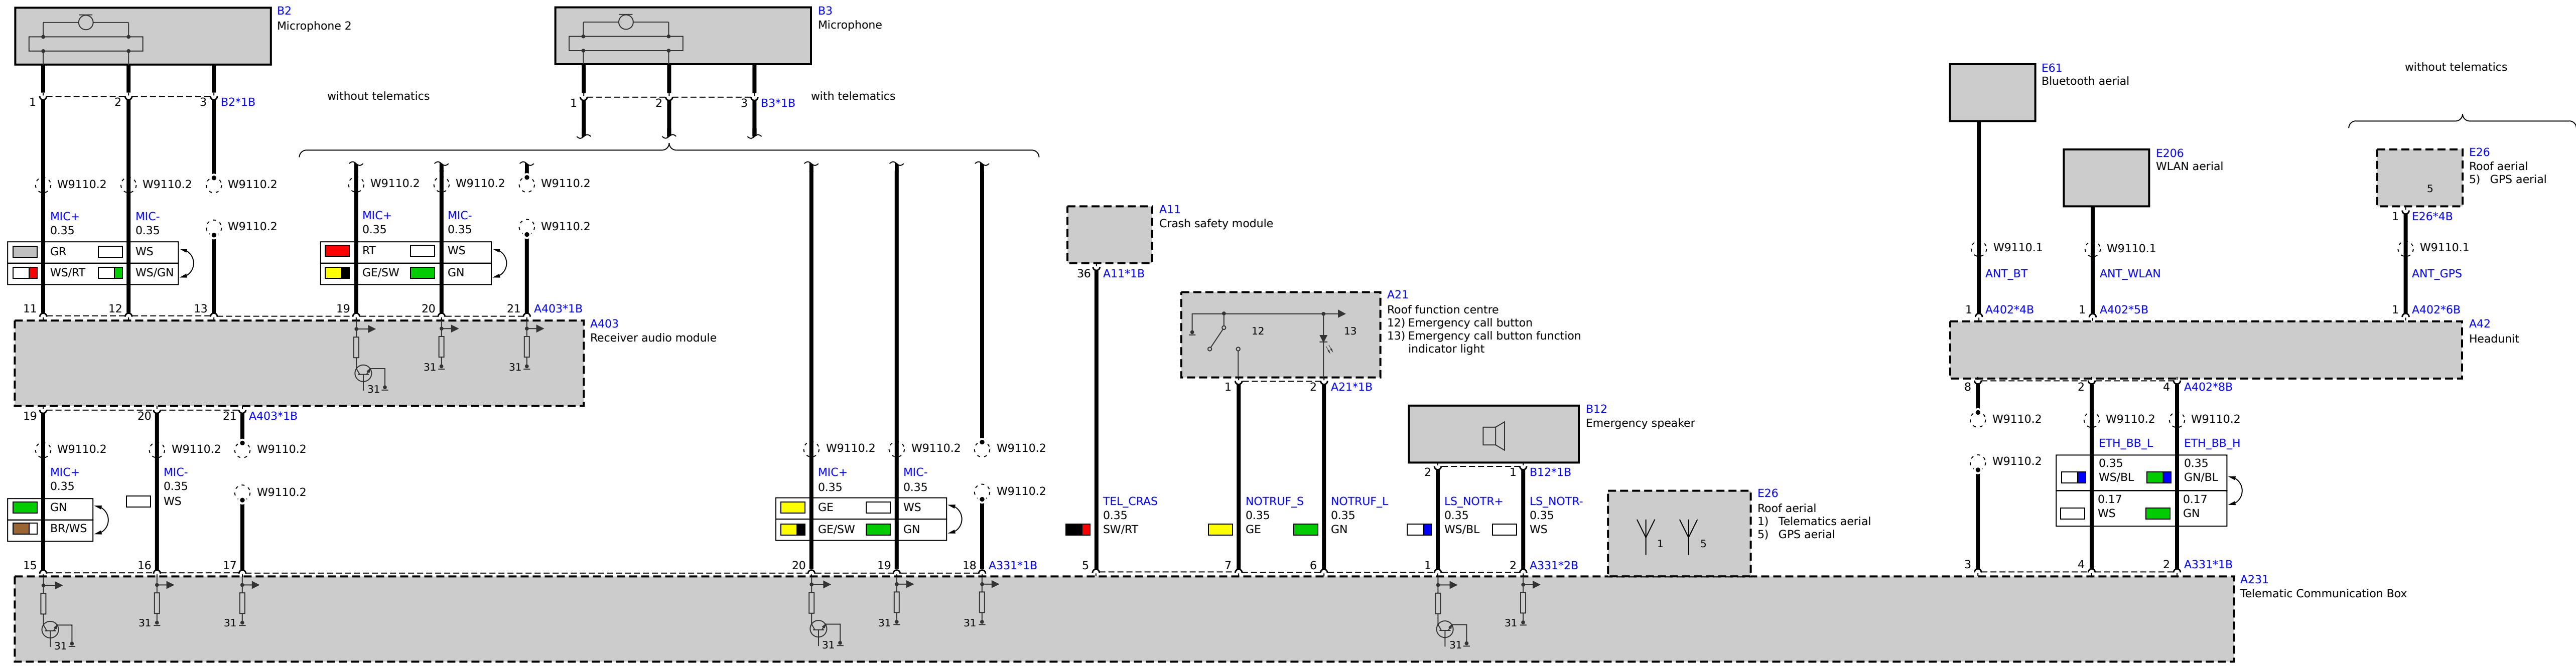 B2
Microphone 2
B3
Microphone
E61
Bluetooth aerial
without telematics
without telematics
with telematics
1 2 3 B2*1B
1 2 3 B3*1B
E206
WLAN aerial
E26
Roof aerial
5) GPS aerial
5
W9110.2 W9110.2 W9110.2
W9110.2 W9110.2 W9110.2
W9110.2
W9110.2
MIC+ MIC-
0.35 0.35
GR WS
WS/RT WS/GN
MIC+ MIC-
0.35 0.35
RT WS
GE/SW GN
A11
Crash safety module
36 A11*1B
1 E26*4B
W9110.1 W9110.1 W9110.1
ANT_BT ANT_WLAN ANT_GPS
11 12 13 19 20 21 A403*1B
1 A402*4B 1 A402*5B 1 A402*6B
A403
Receiver audio module
31 31 31
A21
Roof function centre
12) Emergency call button
13) Emergency call button function
indicator light
12 13
A42
Headunit
1 2 A21*1B
8 2 4 A402*8B
19 20 21 A403*1B
B12
Emergency speaker
2 1 B12*1B
W9110.2 W9110.2 W9110.2
W9110.2
W9110.2 W9110.2 W9110.2
W9110.2
W9110.2 W9110.2 W9110.2
W9110.2
MIC+ MIC-
0.35 0.35
GN WS
BR/WS
MIC+ MIC-
0.35 0.35
GE WS
GE/SW GN
TEL_CRAS
0.35
SW/RT
NOTRUF_S NOTRUF_L
0.35 0.35
GE GN
LS_NOTR+ LS_NOTR-
0.35 0.35
WS/BL WS
E26
Roof aerial
1) Telematics aerial
5) GPS aerial
1 5
ETH_BB_L ETH_BB_H
0.35 0.35
WS/BL GN/BL
0.17 0.17
WS GN
15 16 17 20 19 18 A331*1B
5 7 6 1 2 A331*2B
3 4 2 A331*1B
A231
Telematic Communication Box
31 31 31 31 31 31 31 31